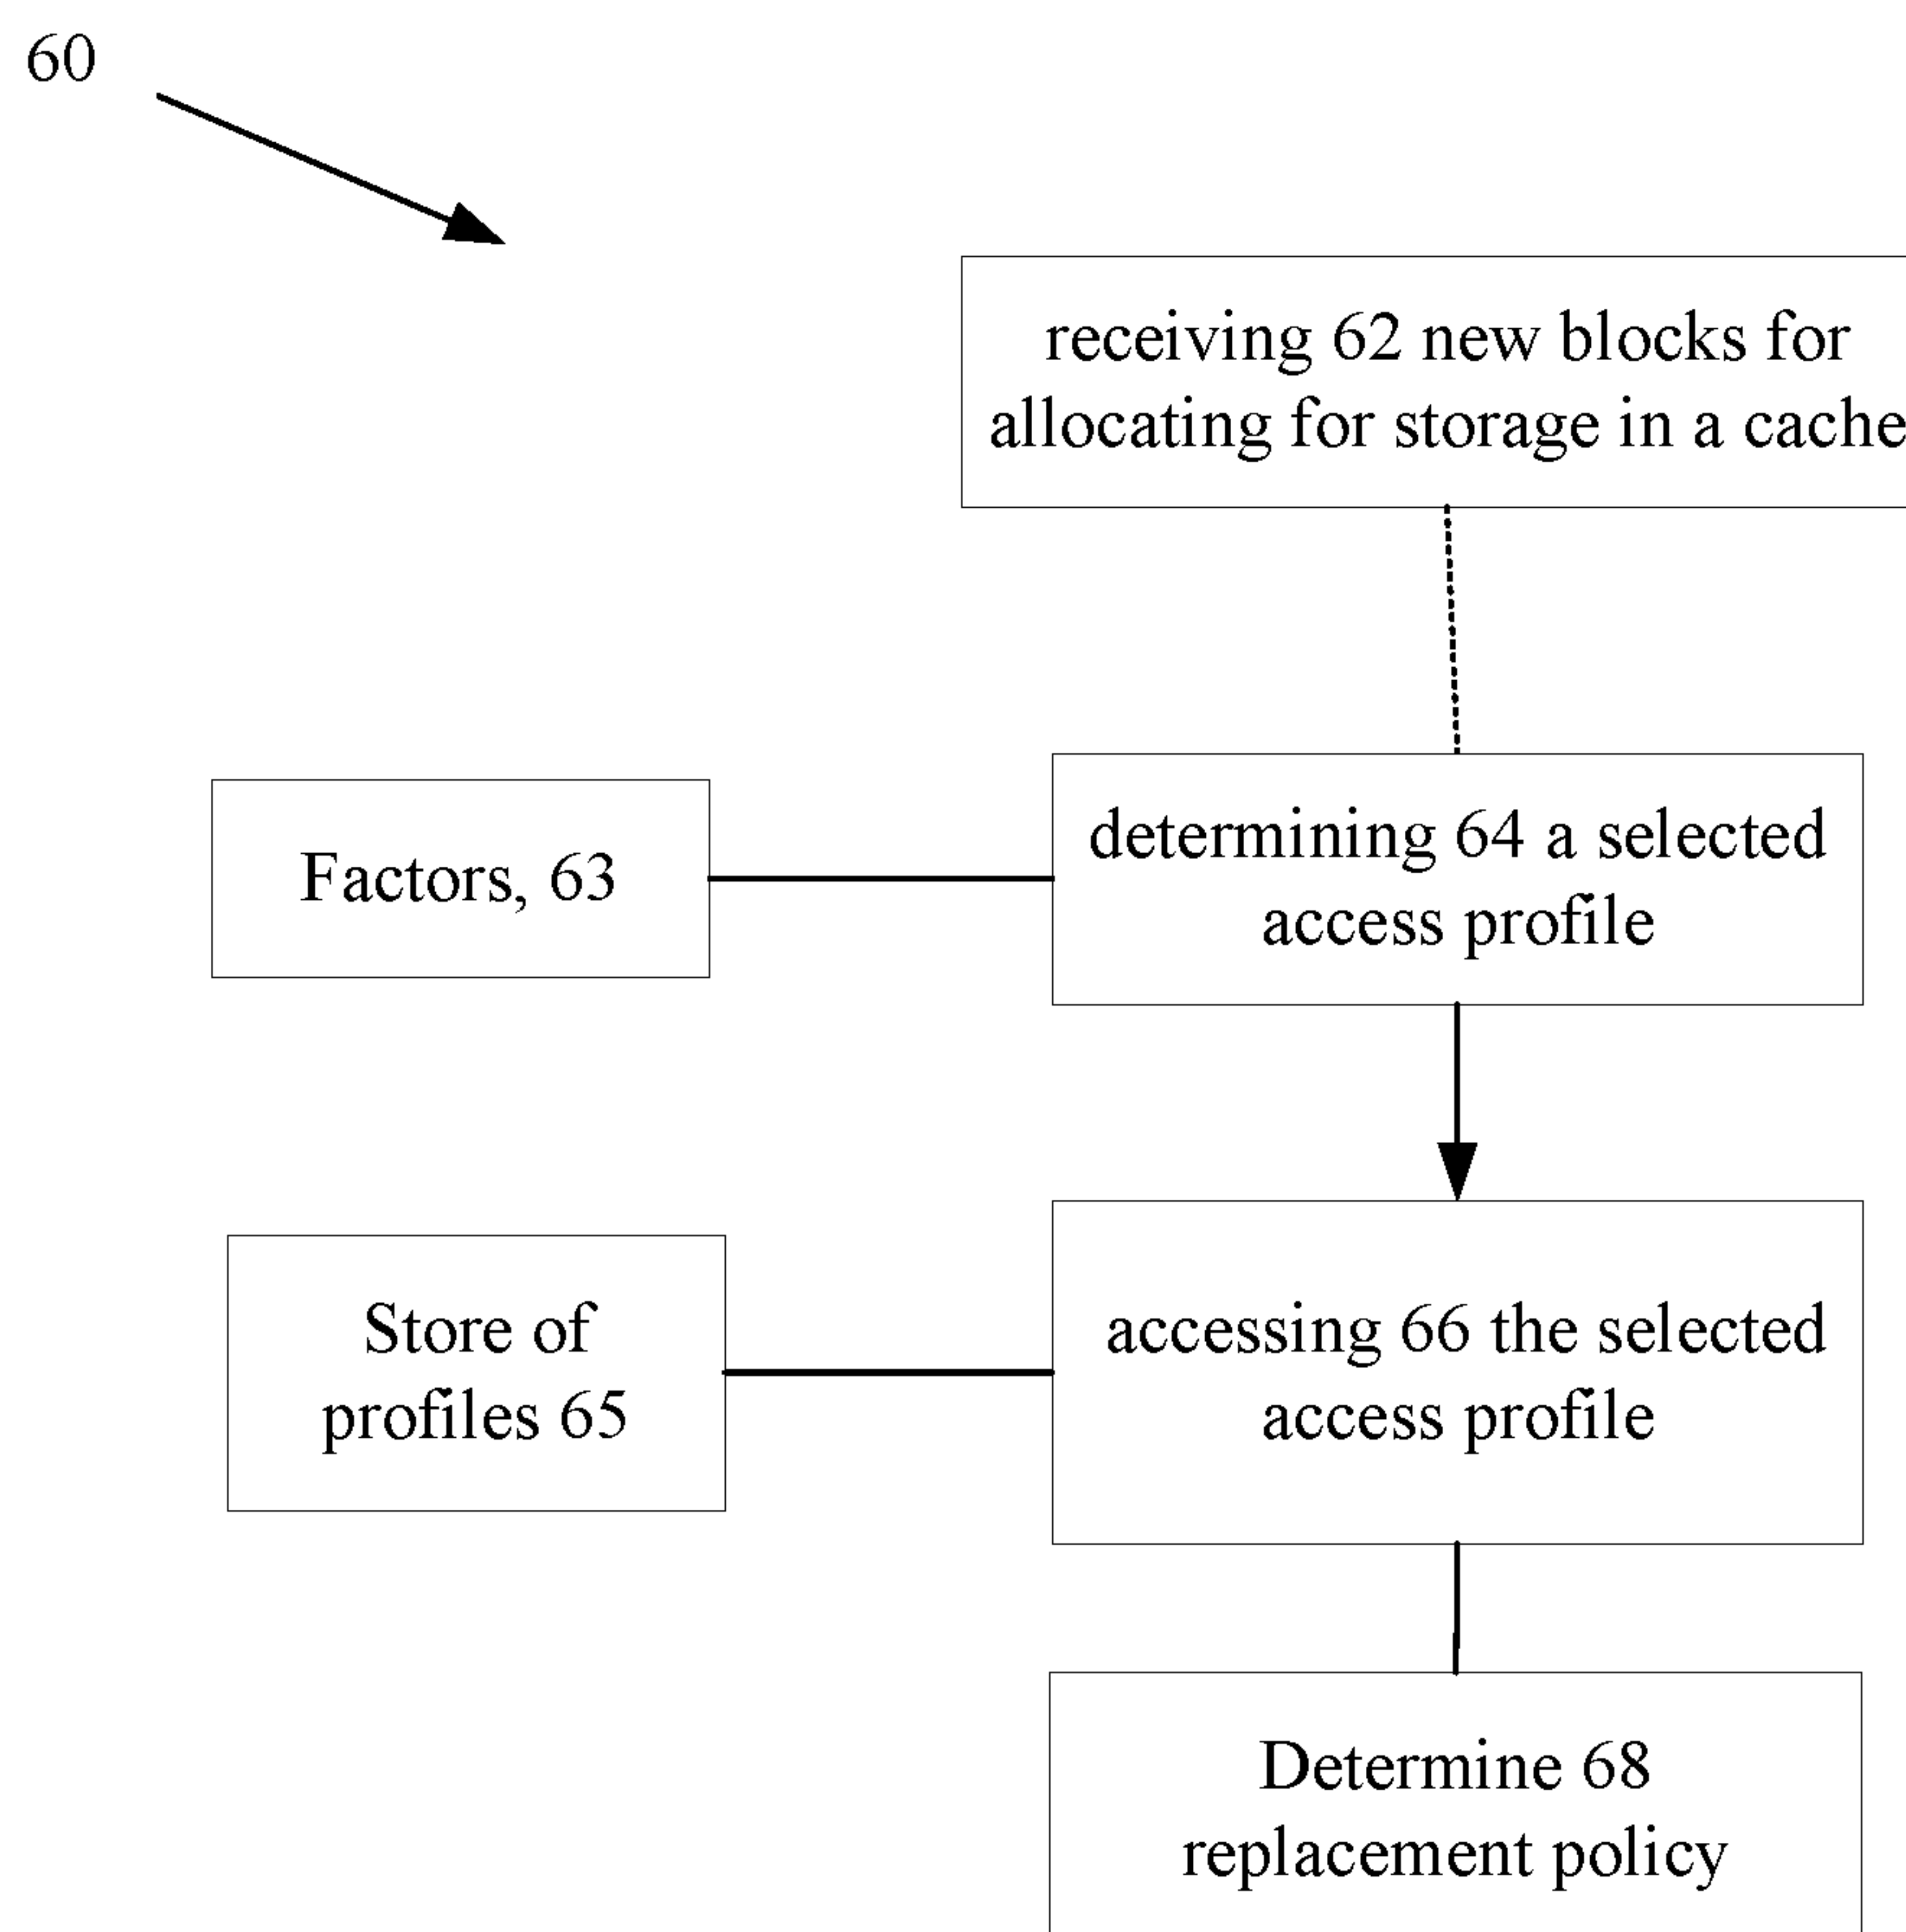 60
receiving 62 new blocks for
allocating for storage in a cache
Factors, 63
determining 64 a selected
access profile
Store of
profiles 65
accessing 66 the selected
access profile
Determine 68
replacement policy